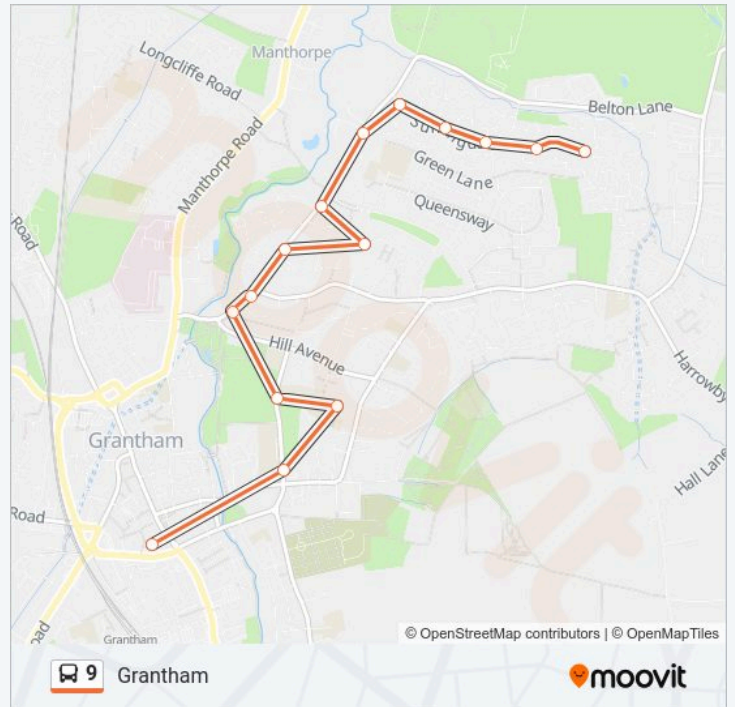 Manthorpe
Longcliffe Road
Belton Lane
Manthorpe Road
Green Lane
Queensway
Road
Hill Avenue
Harrowby
Grantham
Hall Lane
Road
oad
Grantham
© OpenStreetMap contributors | © OpenMapTiles
9 Grantham
moovit